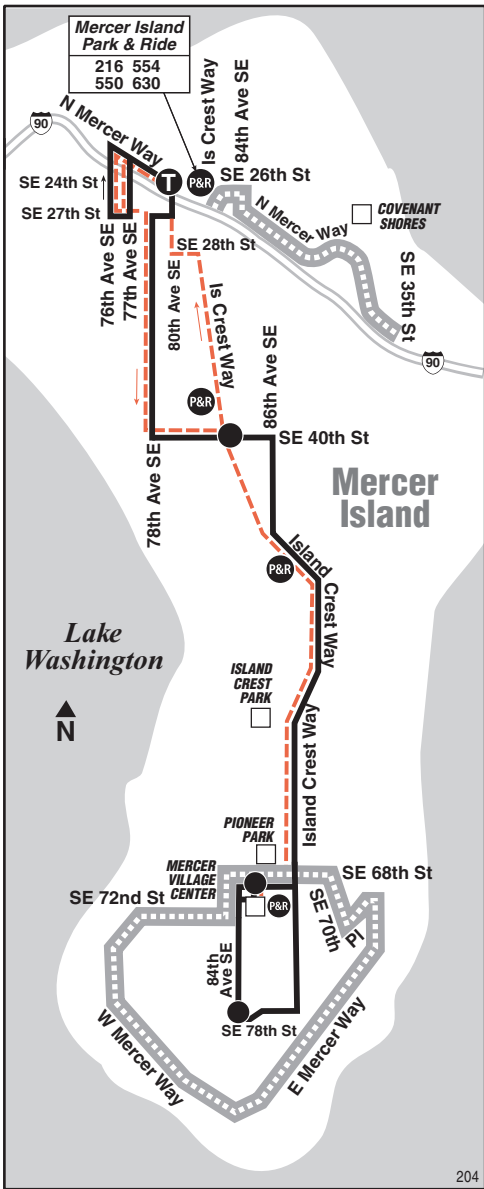 Mercer Island
Park & Ride
216 554
550 630
Is Crest Way
84th Ave SE
90
N Mercer Way
T
P&R
SE 26th St
SE 24th St
SE 27th St
N Mercer Way
COVENANT
SHORES
SE 28th St
SE 35th St
76th Ave SE
77th Ave SE
80th Ave SE
Is Crest Way
90
86th Ave SE
P&R
SE 40th St
78th Ave SE
Mercer
Island
Island
Crest Way
P&R
Lake
Washington
N
ISLAND
CREST
PARK
Island Crest Way
PIONEER
PARK
MERCER
VILLAGE
CENTER
SE 68th St
SE 72nd St
SE 70th
Pl
P&R
84th
Ave SE
SE 78th St
W Mercer Way
E Mercer Way
204